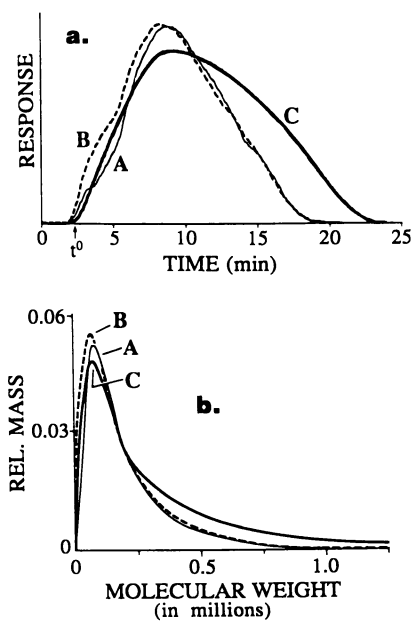 a.
RESPONSE
B
A
C
0 5 10 15 20 25
t⁰
TIME (min)
0.06
B
A
C
b.
0.03
REL. MASS
0
0 0.5 1.0
MOLECULAR WEIGHT
(in millions)